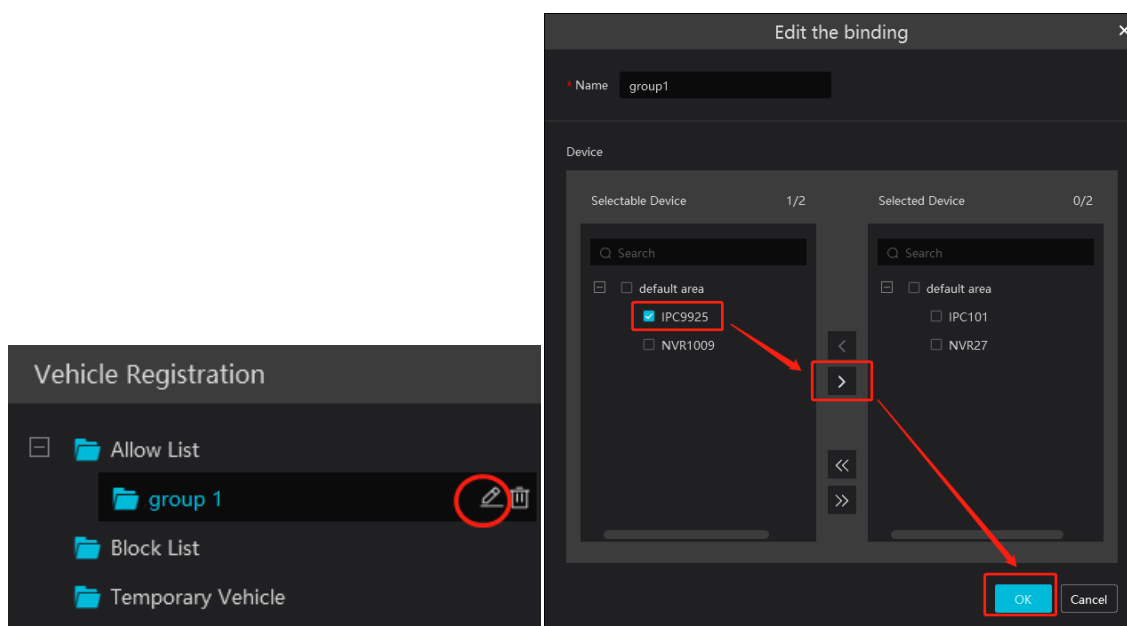 Vehicle Registration
Allow List
group 1
Block List
Temporary Vehicle
Edit the binding
* Name group1
Device
Selectable Device 1/2
Search
default area
IPC9925
NVR1009
Selected Device 0/2
Search
default area
IPC101
NVR27
OK Cancel